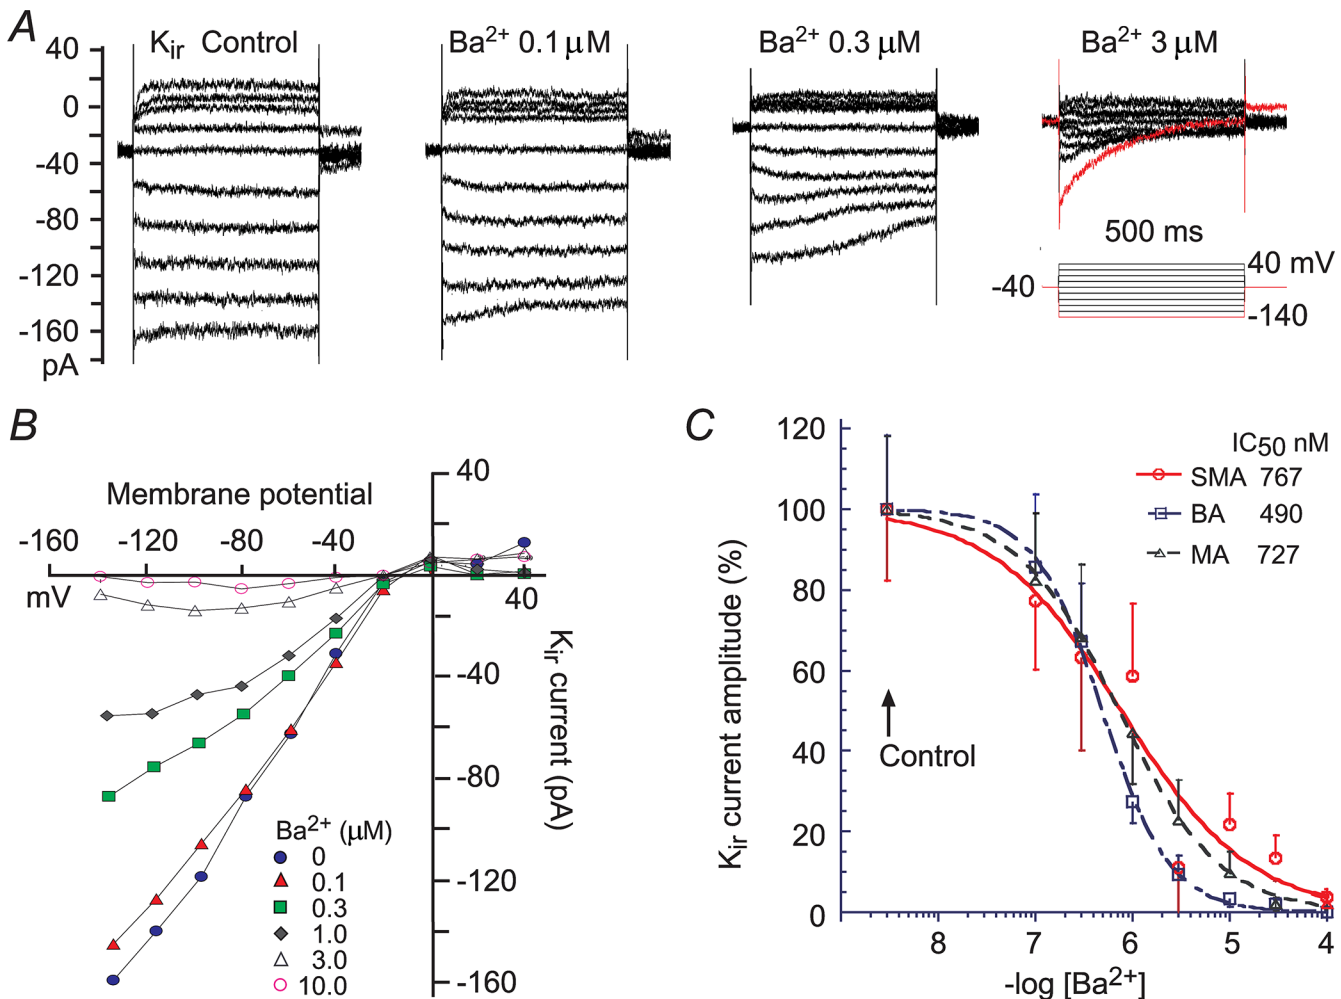 A
K_ir Control
Ba²⁺ 0.1 µM
Ba²⁺ 0.3 µM
Ba²⁺ 3 µM
40
0
-40
-80
-120
-160
pA
500 ms
40 mV
-40
-140
B
Membrane potential
40
-160
-120
-80
-40
mV
40
-40
-80
-120
-160
K_ir current (pA)
Ba²⁺ (µM)
0
0.1
0.3
1.0
3.0
10.0
C
120
100
80
60
40
20
0
K_ir current amplitude (%)
IC₅₀ nM
SMA 767
BA 490
MA 727
Control
8 7 6 5 4
-log [Ba²⁺]